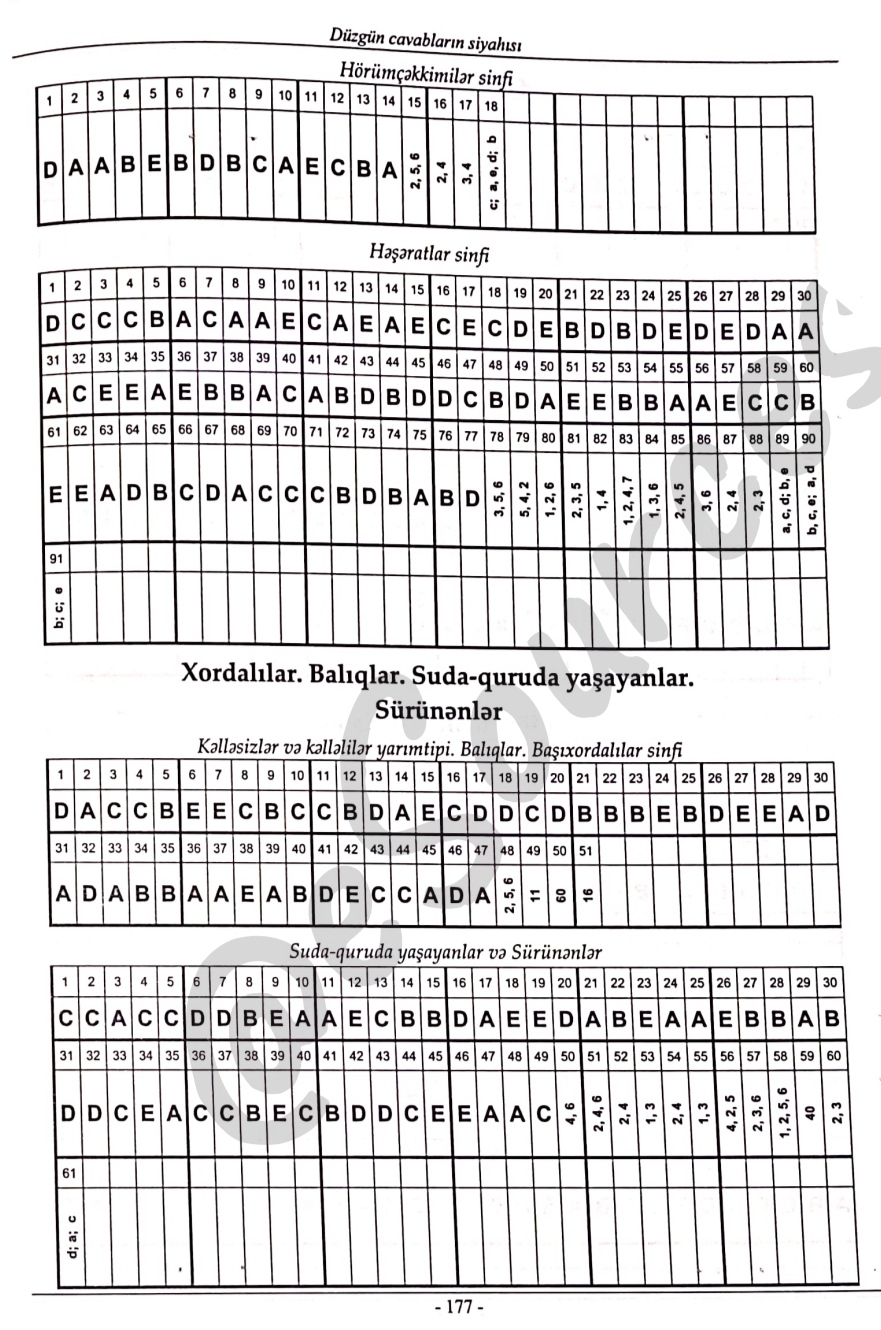 Düzgün cavabların siyahısı
Hörümçəkkimilər sinfi
1 2 3 4 5 6 7 8 9 10 11 12 13 14 15 16 17 18
D A A B E B D B C A E C B A 2, 5, 6 2, 4 3, 4 c; a, e, d; b
Həşəratlar sinfi
1 2 3 4 5 6 7 8 9 10 11 12 13 14 15 16 17 18 19 20 21 22 23 24 25 26 27 28 29 30
D C C C B A C A A E C A E A E C E C D E B D B D E D E D A A
31 32 33 34 35 36 37 38 39 40 41 42 43 44 45 46 47 48 49 50 51 52 53 54 55 56 57 58 59 60
A C E E A E B B A C A B D B D D C B D A E E B B A A E C C B
61 62 63 64 65 66 67 68 69 70 71 72 73 74 75 76 77 78 79 80 81 82 83 84 85 86 87 88 89 90
E E A D B C D A C C C B D B A B D 3, 5, 6 5, 4, 2 1, 2, 6 2, 3, 5 1, 4 1, 2, 4, 7 1, 3, 6 2, 4, 5 3, 6 2, 4 2, 3 a, c, d; b, e b, c, e; a, d
91
b; c; e
Xordalılar. Balıqlar. Suda-quruda yaşayanlar.
Sürünənlər
Kəlləsizlər və kəlləlilər yarımtipi. Balıqlar. Başıxordalılar sinfi
1 2 3 4 5 6 7 8 9 10 11 12 13 14 15 16 17 18 19 20 21 22 23 24 25 26 27 28 29 30
D A C C B E E C B C C B D A E C D D C D B B B E B D E E A D
31 32 33 34 35 36 37 38 39 40 41 42 43 44 45 46 47 48 49 50 51
A D A B B A A E A B D E C C A D A 2, 5, 6 11 60 16
Suda-quruda yaşayanlar və Sürünənlər
1 2 3 4 5 6 7 8 9 10 11 12 13 14 15 16 17 18 19 20 21 22 23 24 25 26 27 28 29 30
C C A C C D D B E A A E C B B D A E E D A B E A A E B B A B
31 32 33 34 35 36 37 38 39 40 41 42 43 44 45 46 47 48 49 50 51 52 53 54 55 56 57 58 59 60
D D C E A C C B E C B D D C E E A A C 4, 6 2, 4, 6 2, 4 1, 3 2, 4 1, 3 4, 2, 5 2, 3, 6 1, 2, 5, 6 40 2, 3
61
d; a; c
- 177 -
@eSources